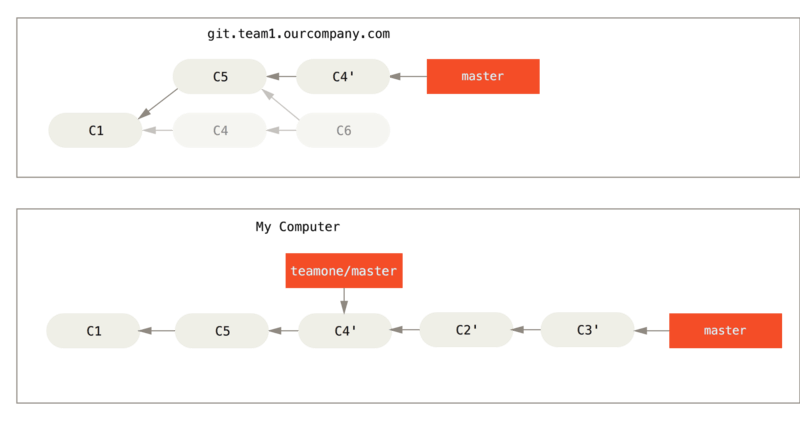 git.team1.ourcompany.com
C5 C4' master
C1 C4 C6
My Computer
teamone/master
C1 C5 C4' C2' C3' master